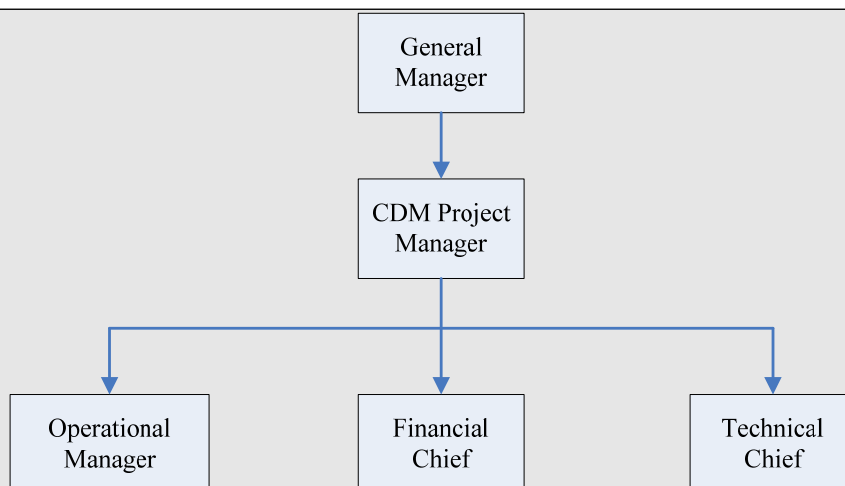 General
Manager
CDM Project
Manager
Operational
Manager
Financial
Chief
Technical
Chief